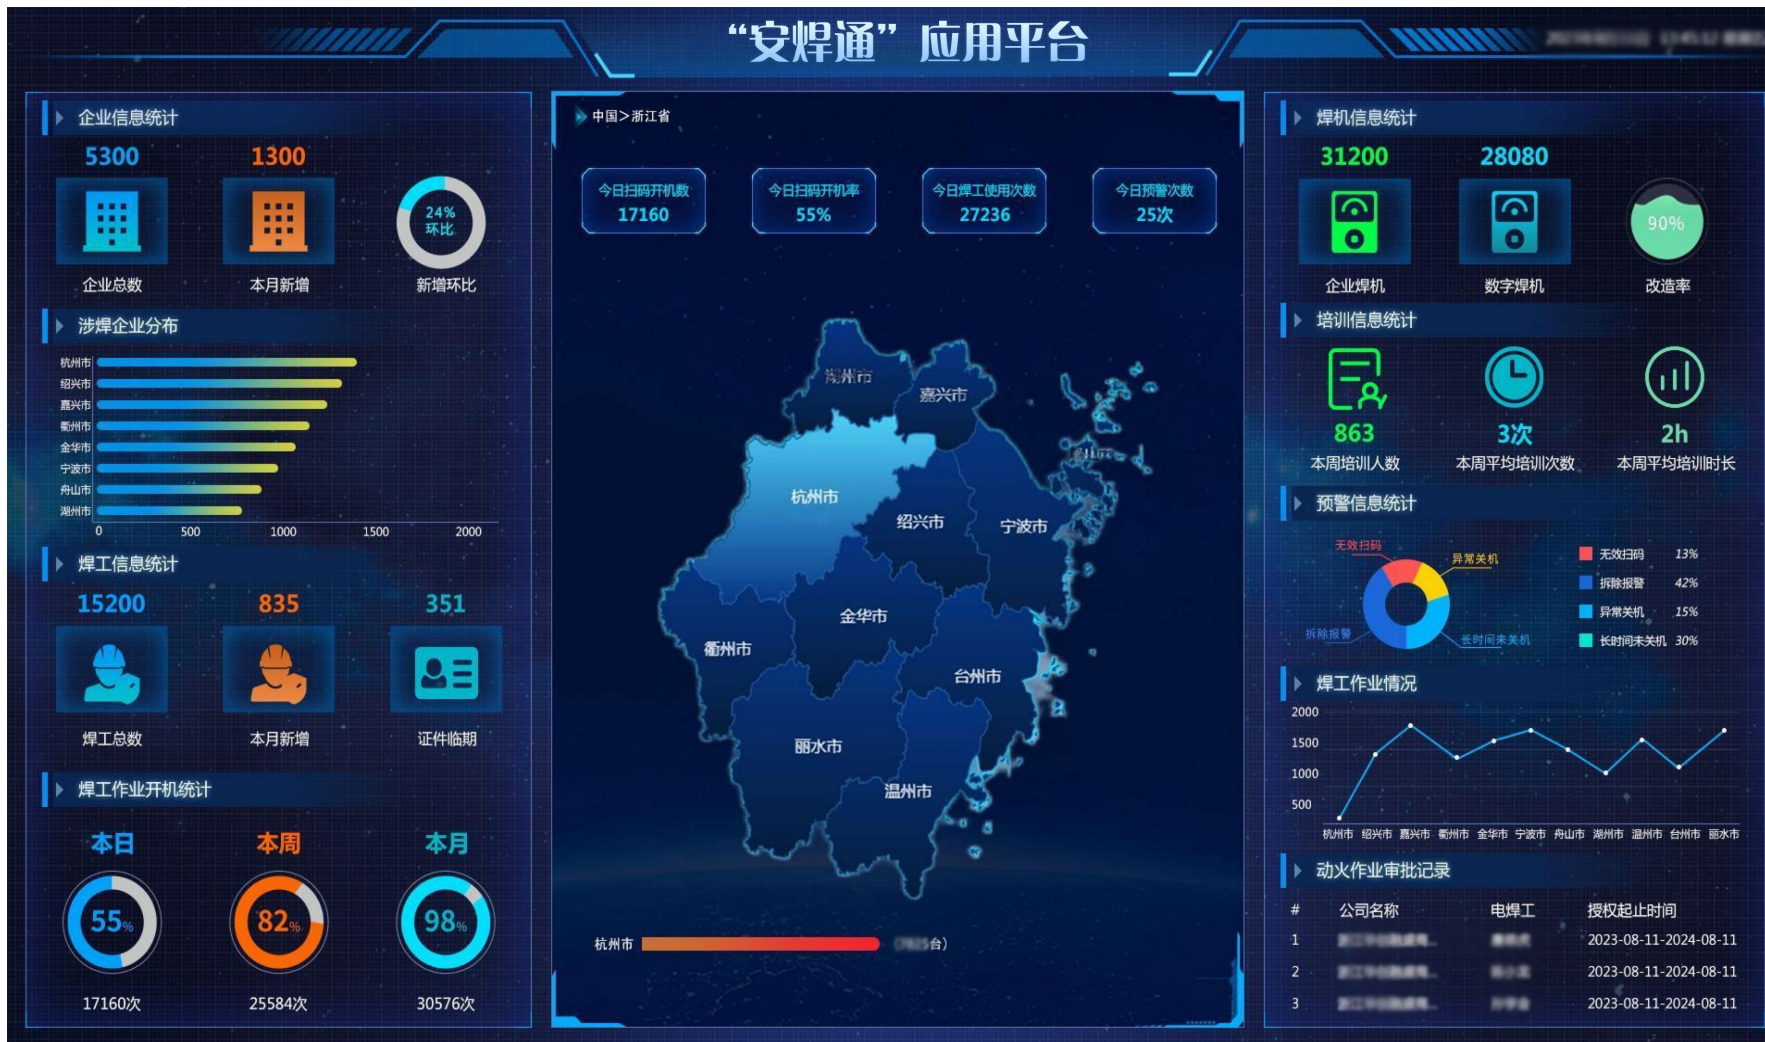 “安焊通”应用平台
企业信息统计
5300
1300
24%
环比
企业总数
本月新增
新增环比
涉焊企业分布
杭州市
绍兴市
嘉兴市
衢州市
金华市
宁波市
舟山市
湖州市
0 500 1000 1500 2000
焊工信息统计
15200
835
351
焊工总数
本月新增
证件临期
焊工作业开机统计
本日
本周
本月
55%
82%
98%
17160次
25584次
30576次
中国>浙江省
今日扫码开机数
17160
今日扫码开机率
55%
今日焊工使用次数
27236
今日预警次数
25次
湖州市
嘉兴市
杭州市
绍兴市
宁波市
金华市
衢州市
台州市
丽水市
温州市
杭州市
台）
焊机信息统计
31200
28080
90%
企业焊机
数字焊机
改造率
培训信息统计
863
3次
2h
本周培训人数
本周平均培训次数
本周平均培训时长
预警信息统计
无效扫码
异常关机
拆除报警
长时间未关机
无效扫码 13%
拆除报警 42%
异常关机 15%
长时间未关机 30%
焊工作业情况
2000
1500
1000
500
杭州市 绍兴市 嘉兴市 衢州市 金华市 宁波市 舟山市 湖州市 温州市 台州市 丽水市
动火作业审批记录
# 公司名称 电焊工 授权起止时间
1 2023-08-11-2024-08-11
2 2023-08-11-2024-08-11
3 2023-08-11-2024-08-11